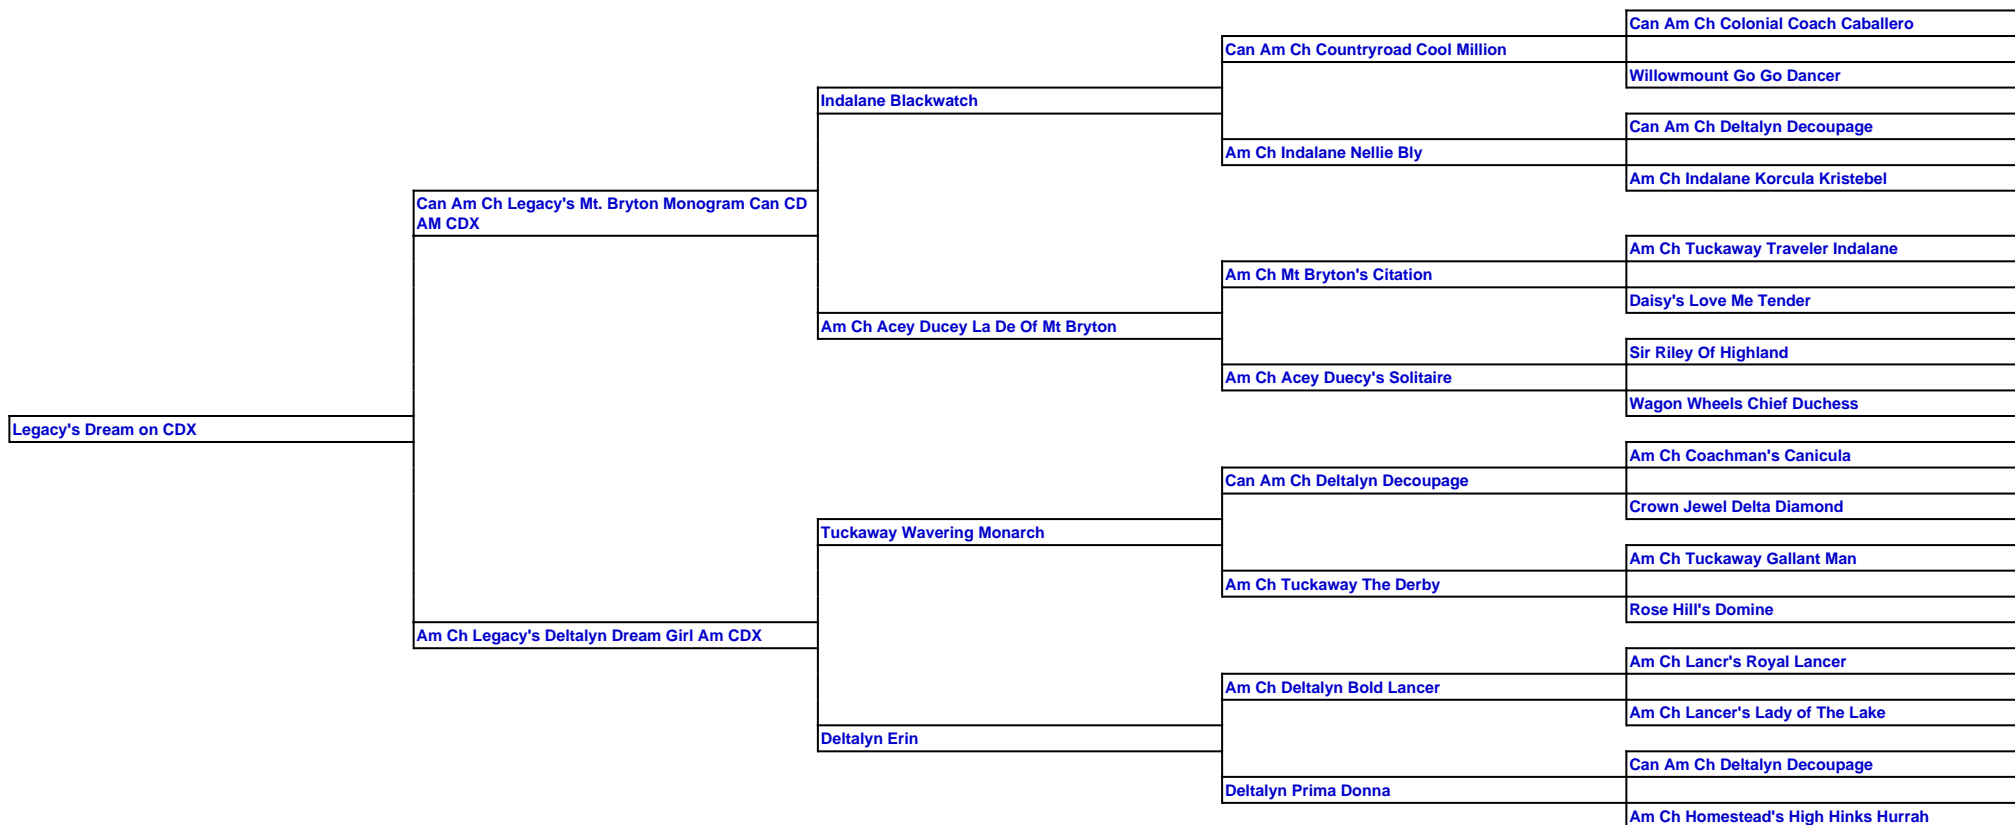 Can Am Ch Colonial Coach Caballero
Can Am Ch Countryroad Cool Million
Willowmount Go Go Dancer
Indalane Blackwatch
Can Am Ch Deltalyn Decoupage
Am Ch Indalane Nellie Bly
Am Ch Indalane Korcula Kristebel
Can Am Ch Legacy's Mt. Bryton Monogram Can CD
AM CDX
Am Ch Tuckaway Traveler Indalane
Am Ch Mt Bryton's Citation
Daisy's Love Me Tender
Am Ch Acey Ducey La De Of Mt Bryton
Sir Riley Of Highland
Am Ch Acey Duecy's Solitaire
Wagon Wheels Chief Duchess
Legacy's Dream on CDX
Am Ch Coachman's Canicula
Can Am Ch Deltalyn Decoupage
Crown Jewel Delta Diamond
Tuckaway Wavering Monarch
Am Ch Tuckaway Gallant Man
Am Ch Tuckaway The Derby
Rose Hill's Domine
Am Ch Legacy's Deltalyn Dream Girl Am CDX
Am Ch Lancr's Royal Lancer
Am Ch Deltalyn Bold Lancer
Am Ch Lancer's Lady of The Lake
Deltalyn Erin
Can Am Ch Deltalyn Decoupage
Deltalyn Prima Donna
Am Ch Homestead's High Hinks Hurrah